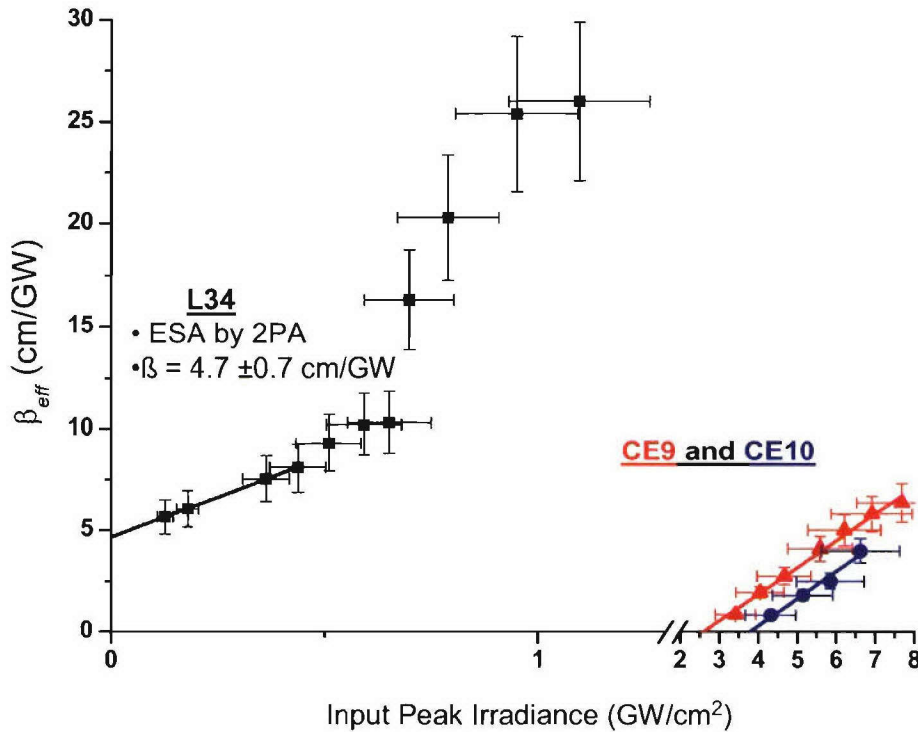 30
25
20
15
10
5
0
β_eff (cm/GW)
L34
• ESA by 2PA
•ß = 4.7 ±0.7 cm/GW
CE9 and CE10
0 1 2 3 4 5 6 7 8
Input Peak Irradiance (GW/cm²)